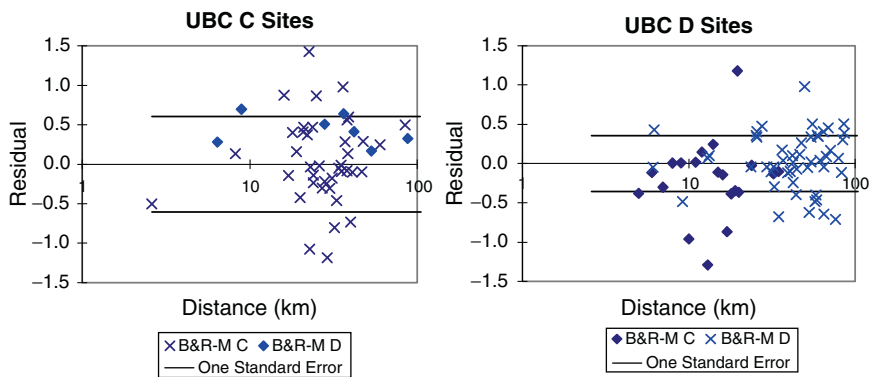 UBC C Sites
1.5
1.0
0.5
0.0
−0.5
−1.0
−1.5
Residual
1
10
100
Distance (km)
B&R-M C
B&R-M D
One Standard Error
UBC D Sites
1.5
1.0
0.5
0.0
−0.5
−1.0
−1.5
Residual
1
10
100
Distance (km)
B&R-M C
B&R-M D
One Standard Error